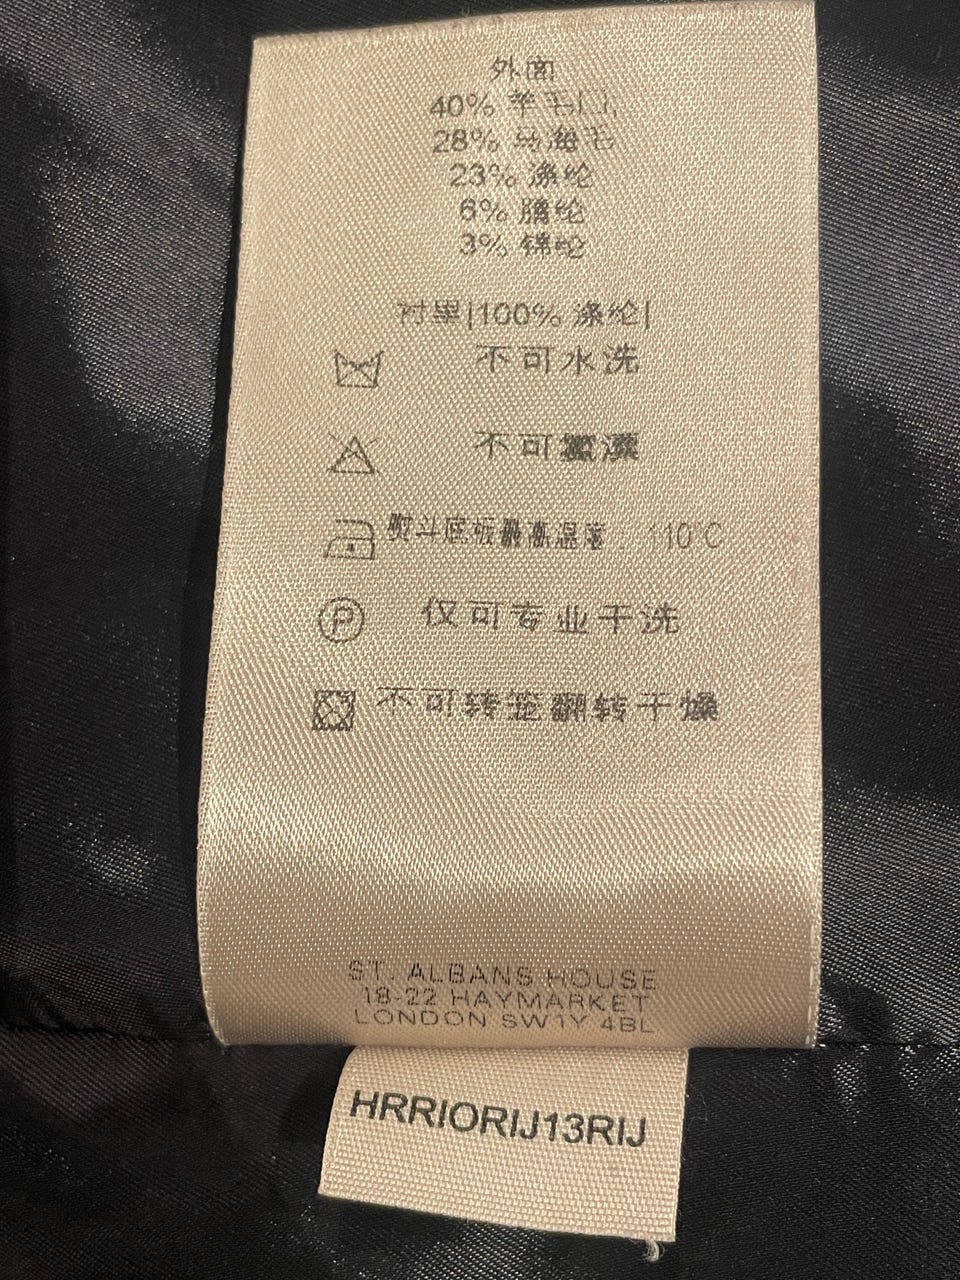 外面
40% 羊毛
28% 马海毛
23% 涤纶
6% 腈纶
3% 锦纶
衬里|100% 涤纶|
不可水洗
不可漂
熨斗底板最高温 110°C
P
仅可专业干洗
不可转笼翻转干燥
ST. ALBANS HOUSE
18-22 HAYMARKET
LONDON SW1Y 4BL
HRRIORIJ13RIJ